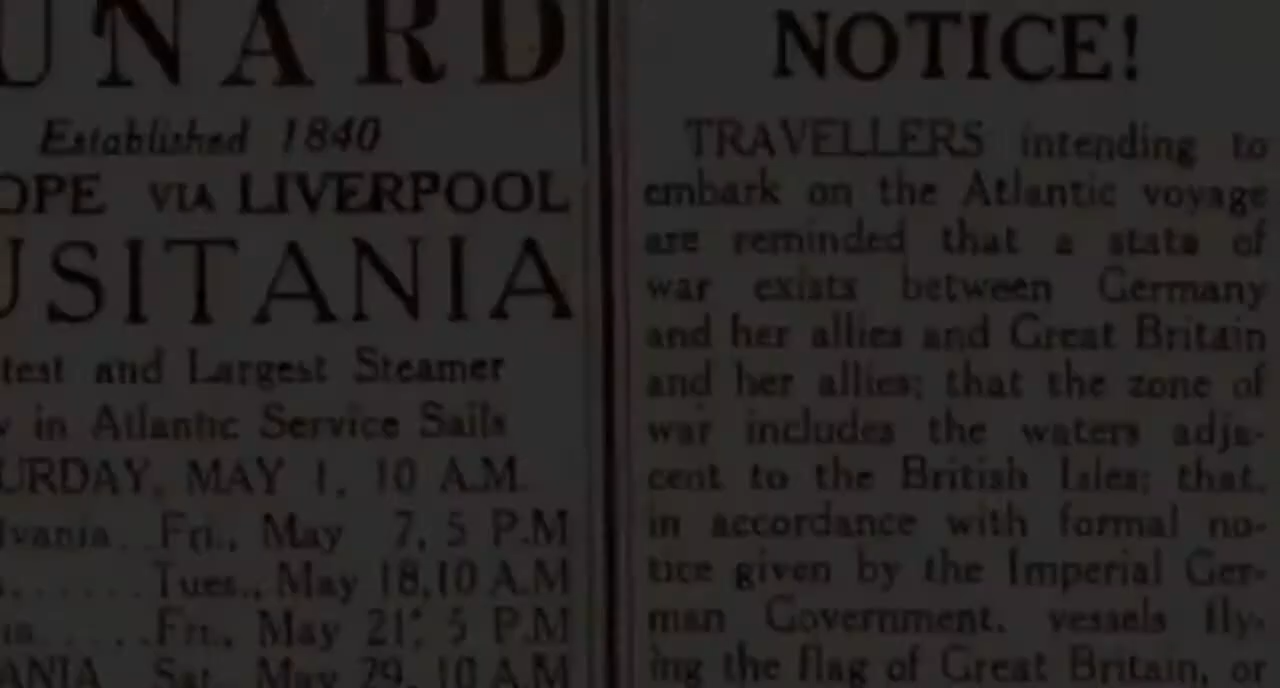 UNARD
Established 1840
OPE VIA LIVERPOOL
USITANIA
test and Largest Steamer
w in Atlantic Service Sails
URDAY, MAY 1, 10 A.M.
lvania. . Fri., May 7, 5 P.M
. . . . . . . Tues., May 18, 10 A.M
ia. . . . . . Fri., May 21, 5 P.M
ANIA Sat., May 29, 10 A.M
NOTICE!
TRAVELLERS intending to
embark on the Atlantic voyage
are reminded that a state of
war exists between Germany
and her allies and Great Britain
and her allies; that the zone of
war includes the waters adja-
cent to the British Isles; that,
in accordance with formal no-
tice given by the Imperial Ger-
man Government, vessels fly-
ing the flag of Great Britain, or